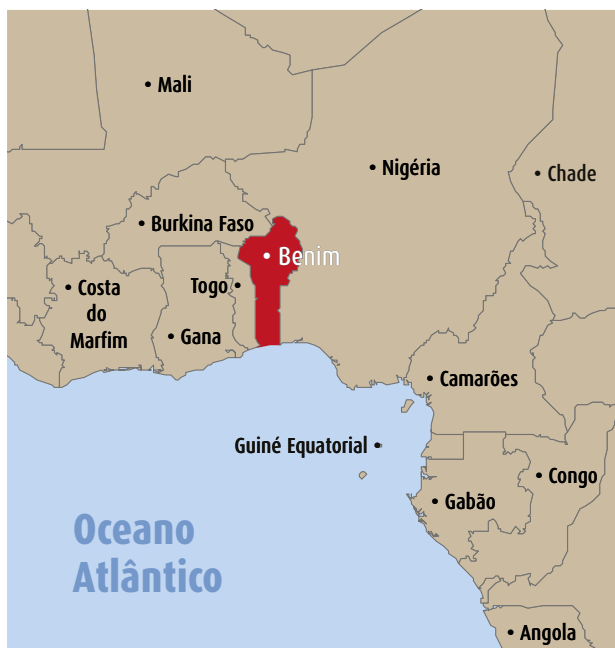 Mali
Nigéria
Chade
Burkina Faso
Benim
Togo
Costa
do
Marfim
Gana
Camarões
Guiné Equatorial
Congo
Gabão
Oceano
Atlântico
Angola